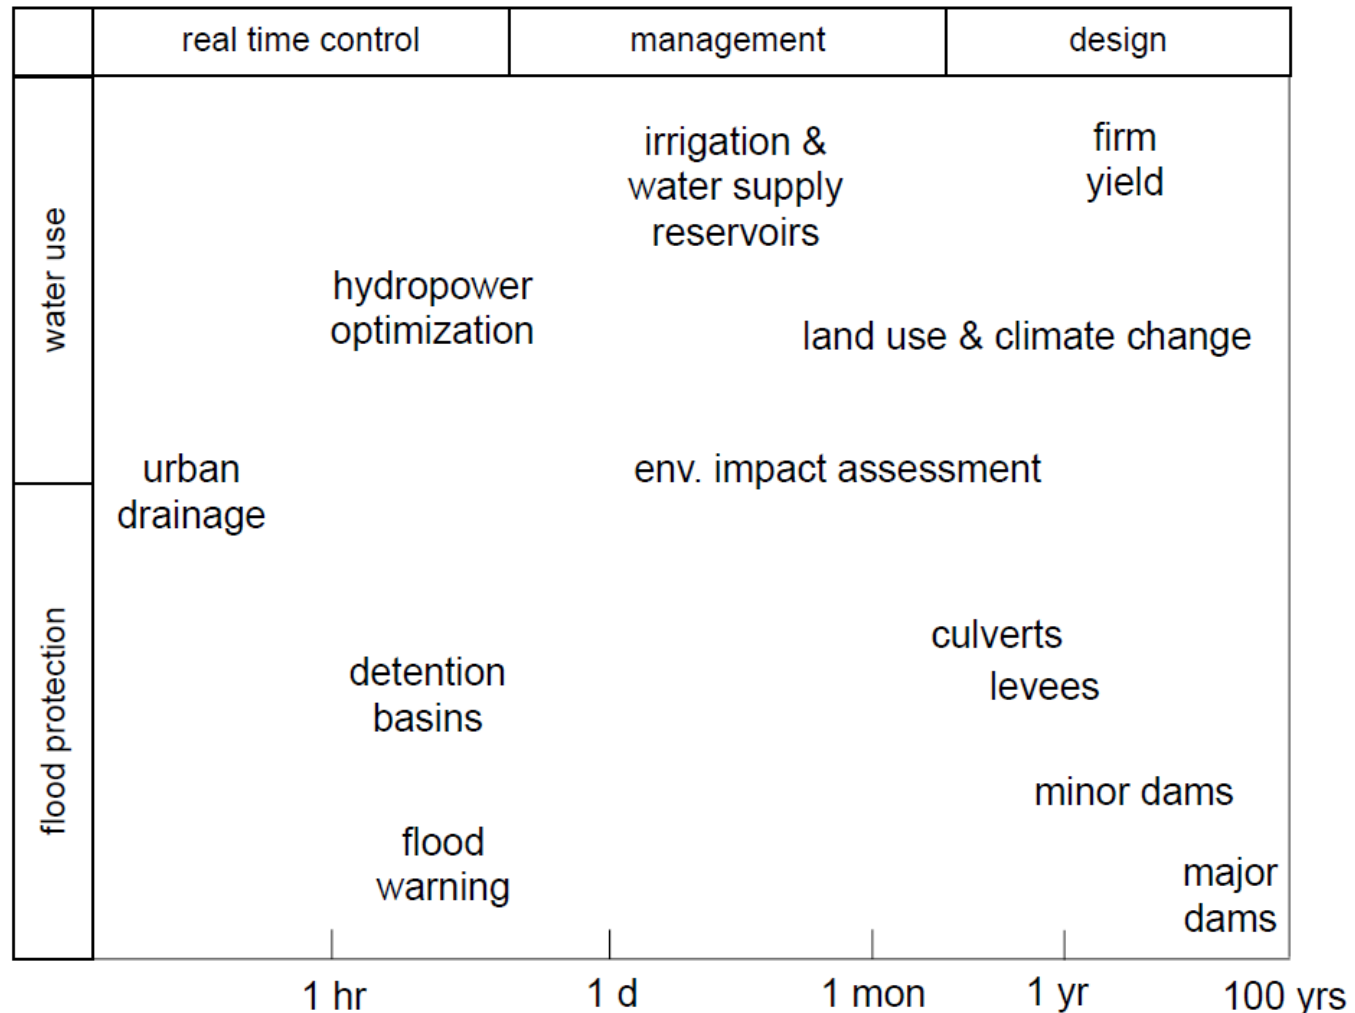 real time control
management
design
water use
flood protection
irrigation &
water supply
reservoirs
firm
yield
hydropower
optimization
land use & climate change
urban
drainage
env. impact assessment
culverts
levees
detention
basins
minor dams
flood
warning
major
dams
1 hr
1 d
1 mon
1 yr
100 yrs